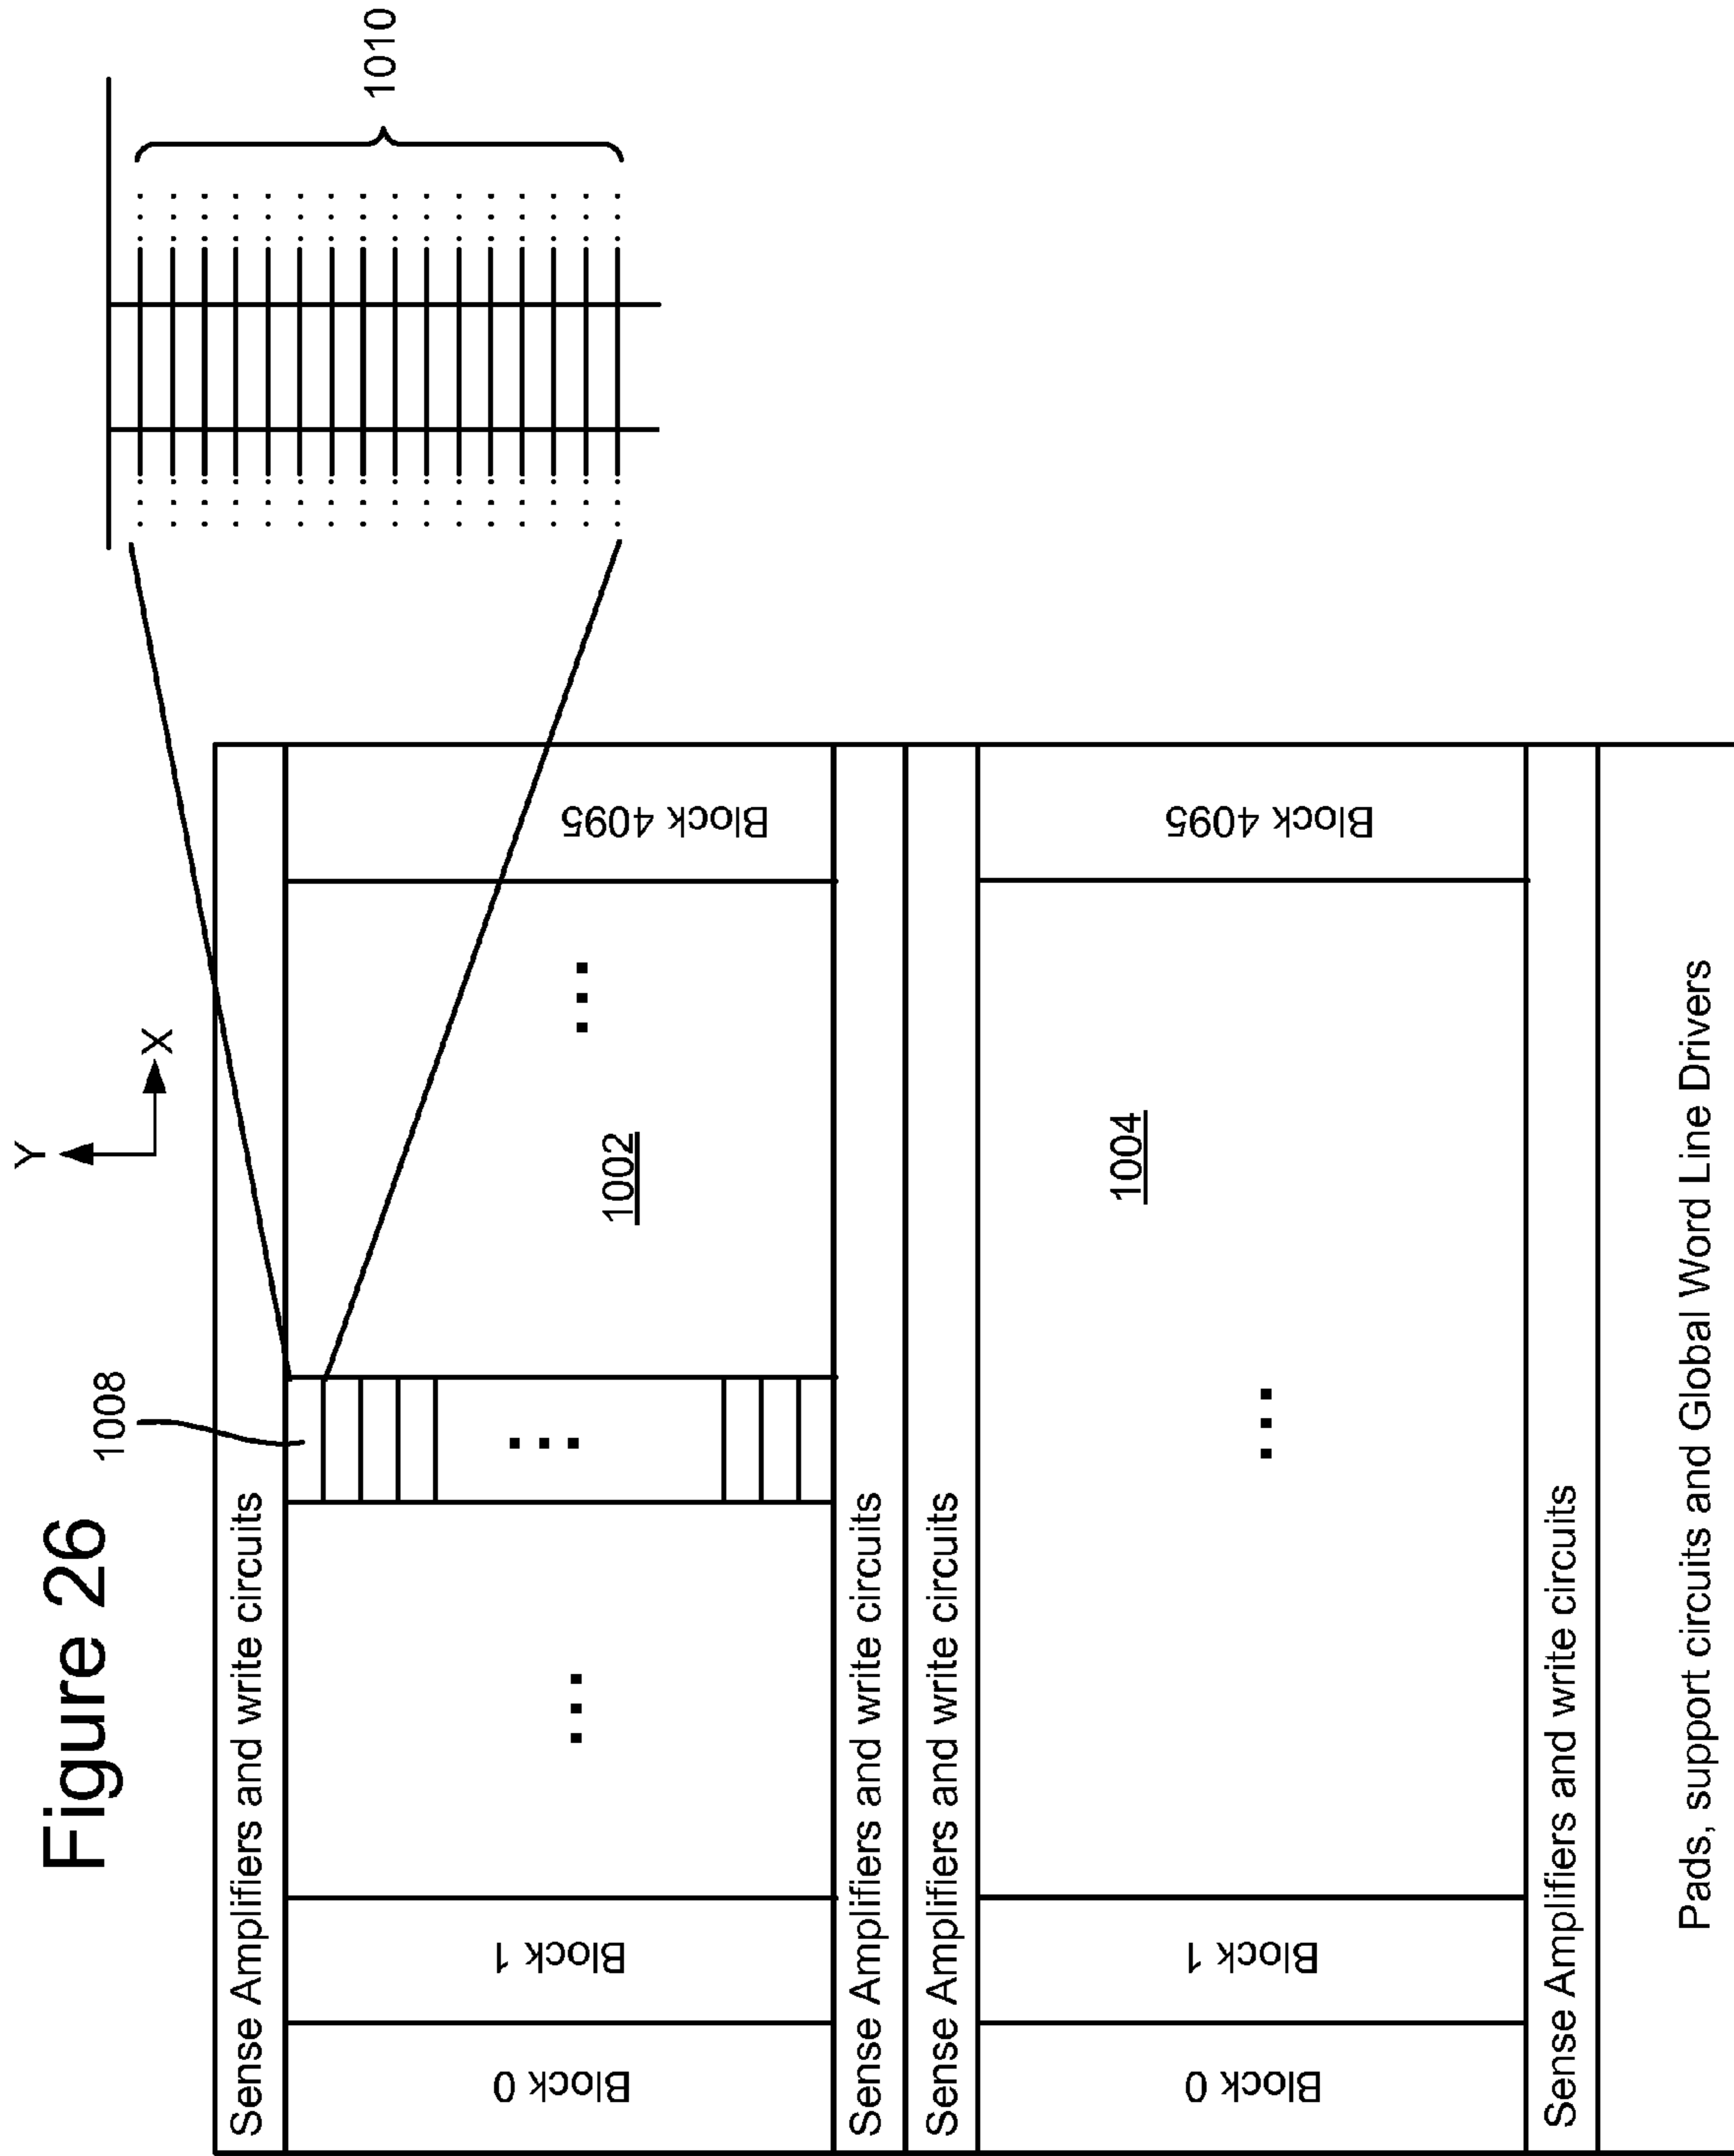 Figure 26
Y
X
1008
1010
Sense Amplifiers and write circuits
Block 0
Block 1
...
...
1002
...
Block 4095
Sense Amplifiers and write circuits
Sense Amplifiers and write circuits
Block 0
Block 1
...
1004
Block 4095
Sense Amplifiers and write circuits
Pads, support circuits and Global Word Line Drivers